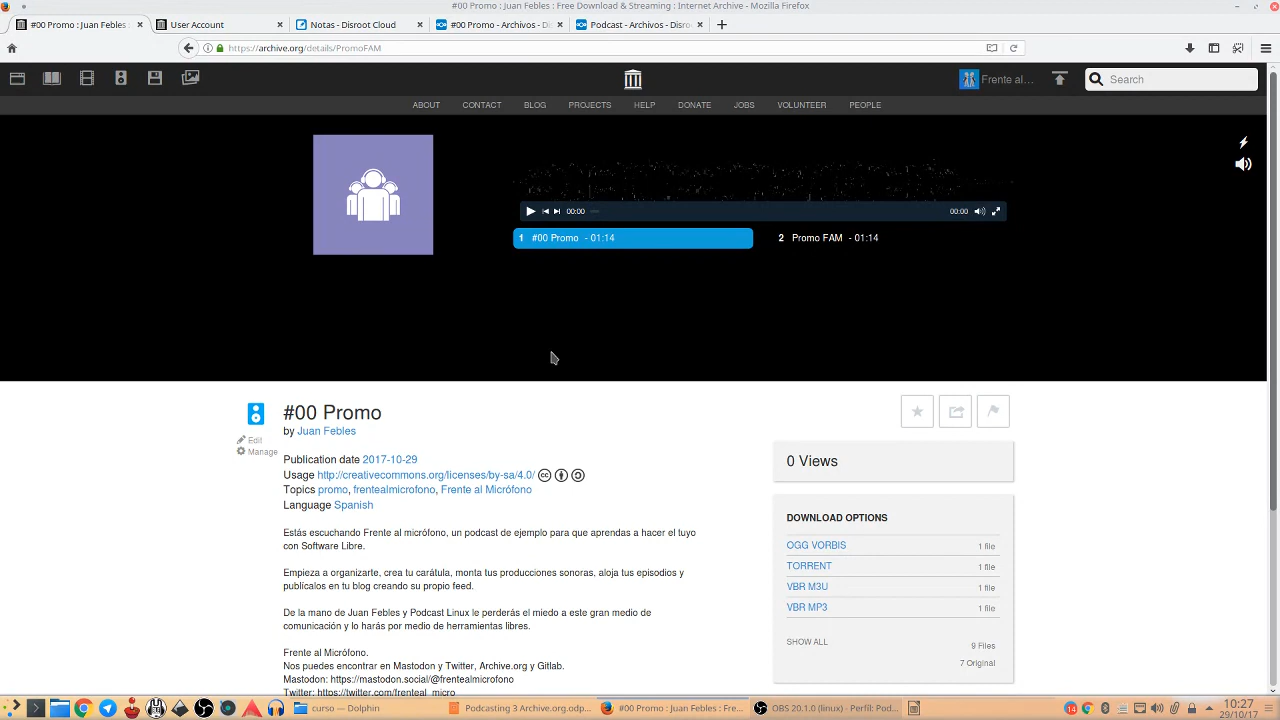 #00 Promo : Juan Febles : Free Download & Streaming : Internet Archive - Mozilla Firefox
#00 Promo : Juan Febles
User Account
Notas - Disroot Cloud
#00 Promo - Archivos - D
Podcast - Archivos - Disro
https://archive.org/details/PromoFAM
Frente al...
Search
ABOUT CONTACT BLOG PROJECTS HELP DONATE JOBS VOLUNTEER PEOPLE
00:00 00:00
1 #00 Promo - 01:14
2 Promo FAM - 01:14
#00 Promo
by Juan Febles
Edit
Manage
Publication date 2017-10-29
Usage http://creativecommons.org/licenses/by-sa/4.0/
Topics promo, frentealmicrofono, Frente al Micrófono
Language Spanish
Estás escuchando Frente al micrófono, un podcast de ejemplo para que aprendas a hacer el tuyo
con Software Libre.
Empieza a organizarte, crea tu carátula, monta tus producciones sonoras, aloja tus episodios y
publícalos en tu blog creando su propio feed.
De la mano de Juan Febles y Podcast Linux le perderás el miedo a este gran medio de
comunicación y lo harás por medio de herramientas libres.
Frente al Micrófono.
Nos puedes encontrar en Mastodon y Twitter, Archive.org y Gitlab.
Mastodon: https://mastodon.social/@frentealmicrofono
Twitter: https://twitter.com/frenteal_micro
0 Views
DOWNLOAD OPTIONS
OGG VORBIS 1 file
TORRENT 1 file
VBR M3U 1 file
VBR MP3 1 file
SHOW ALL 9 Files
7 Original
curso — Dolphin
Podcasting 3 Archive.org.odp...
#00 Promo : Juan Febles : Fre...
OBS 20.1.0 (linux) - Perfil: Pod...
14
10:27
29/10/17